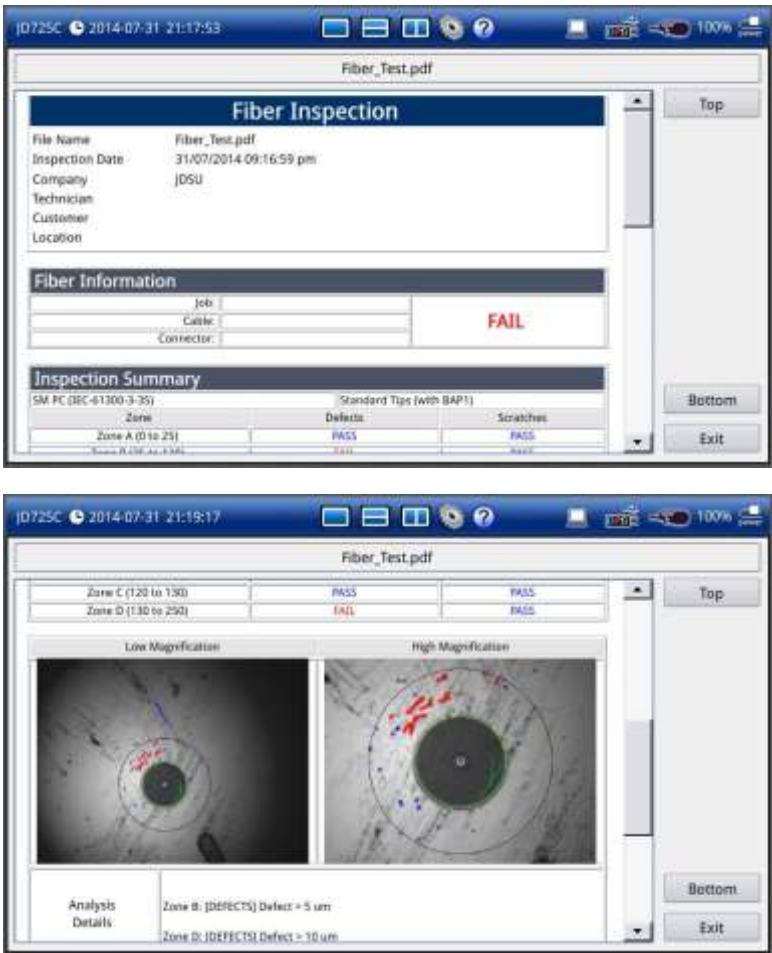 JD725C 2014-07-31 21:17:53 100%
Fiber_Test.pdf
Top
Fiber Inspection
File Name Fiber_Test.pdf
Inspection Date 31/07/2014 09:16:59 pm
Company JDSU
Technician
Customer
Location
Fiber Information
Job:
Cable:
Connector:
FAIL
Inspection Summary
SM PC (IEC-61300-3-35) Standard Tips (with BAP1)
Zone Defects Scratches
Zone A (0 to 25) PASS PASS
Bottom
Exit
JD725C 2014-07-31 21:19:17 100%
Fiber_Test.pdf
Top
Zone C (120 to 130) PASS PASS
Zone D (130 to 250) FAIL PASS
Low Magnification High Magnification
Analysis
Details
Zone B: [DEFECTS] Defect > 5 um
Zone D: [DEFECTS] Defect > 10 um
Bottom
Exit